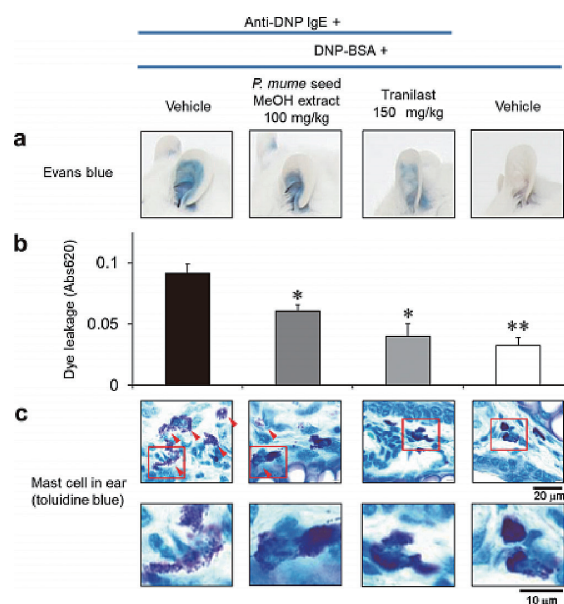 Anti-DNP IgE +
DNP-BSA +
Vehicle
P. mume seed
MeOH extract
100 mg/kg
Tranilast
150 mg/kg
Vehicle
a
Evans blue
b
Dye leakage (Abs620)
0.1
0.05
0
*
*
**
c
Mast cell in ear
(toluidine blue)
20 μm
10 μm